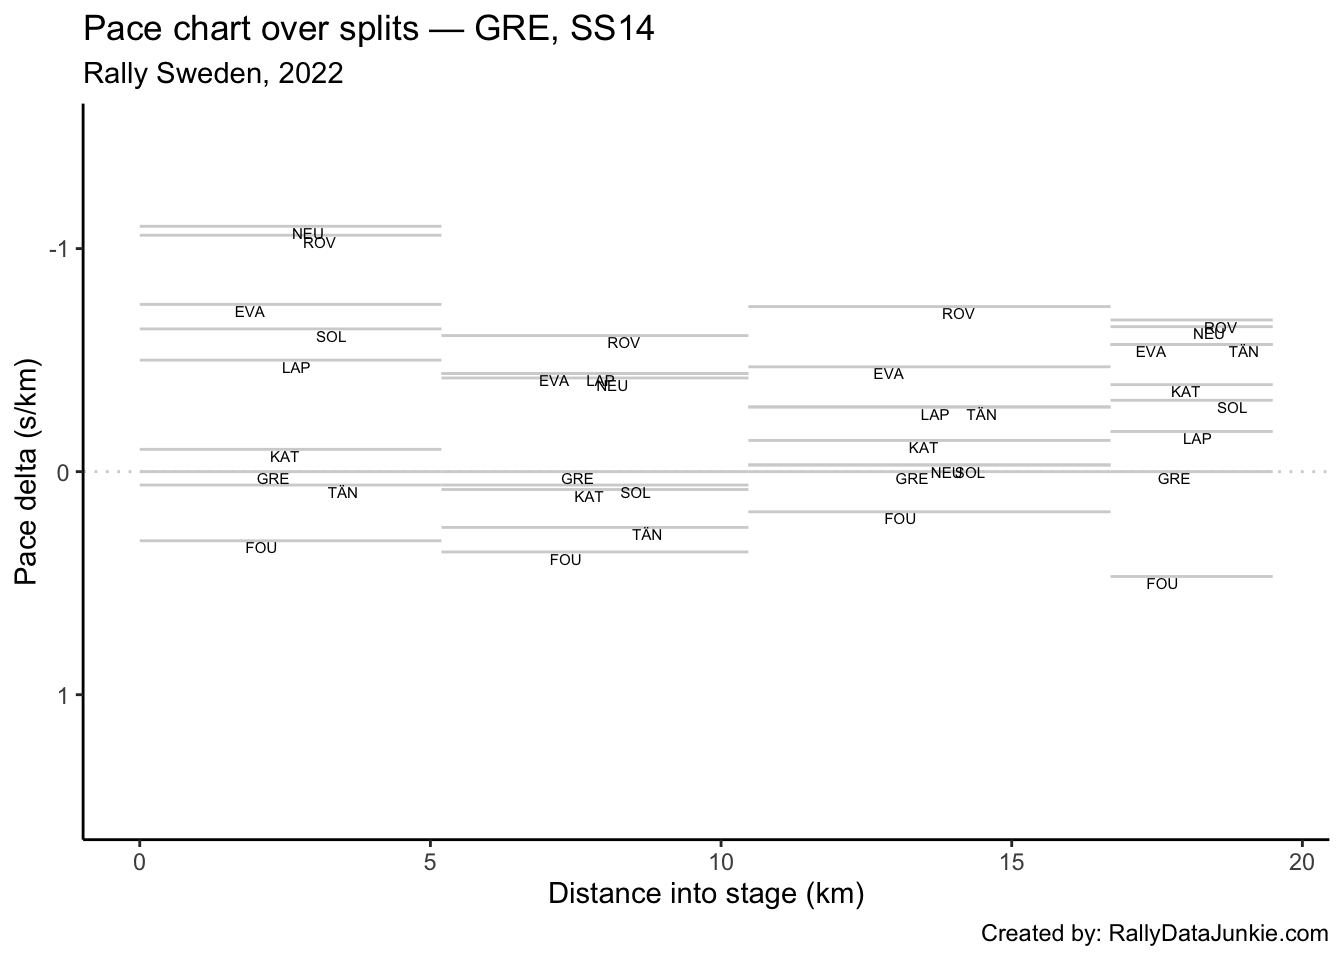 Pace chart over splits — GRE, SS14
Rally Sweden, 2022
Pace delta (s/km)
-1
0
1
NEU
ROV
EVA
SOL
LAP
KAT
GRE
TÄN
FOU
ROV
EVA
LAP
NEU
GRE
KAT
SOL
TÄN
FOU
ROV
EVA
LAP
TÄN
KAT
GRE
NEU
SOL
FOU
ROV
NEU
EVA
TÄN
KAT
SOL
LAP
GRE
FOU
0
5
10
15
20
Distance into stage (km)
Created by: RallyDataJunkie.com